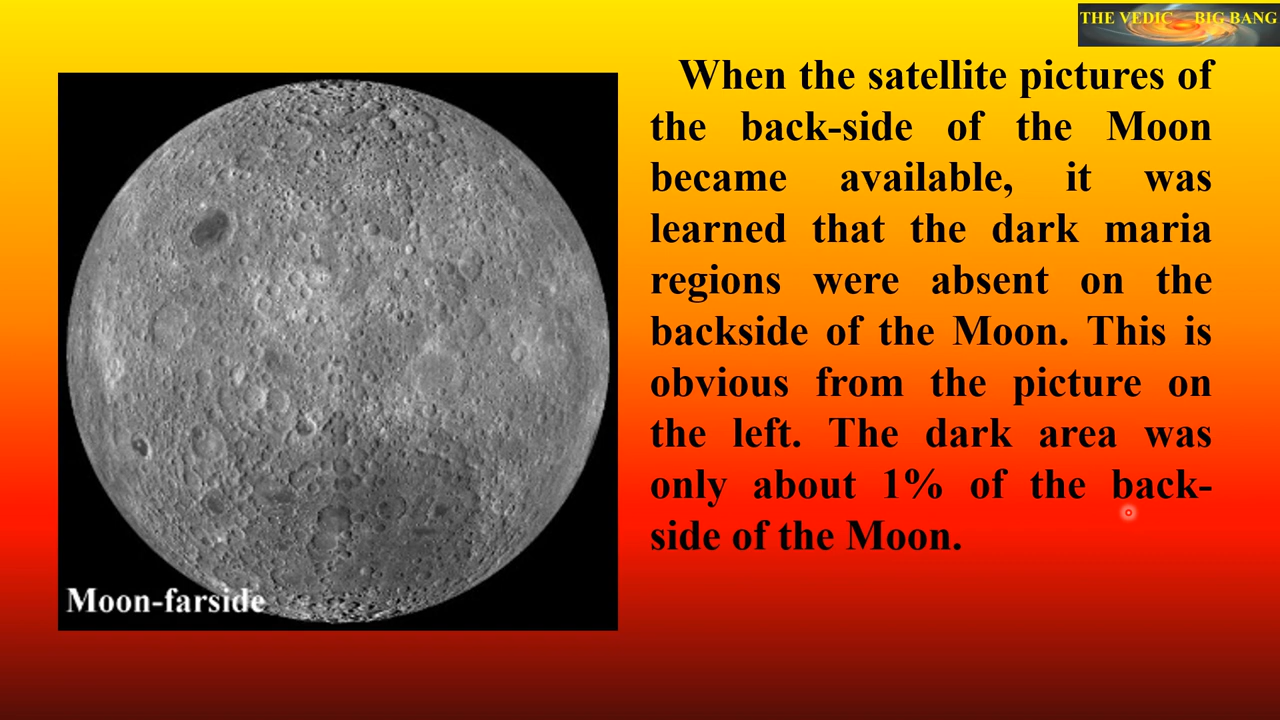 THE VEDIC BIG BANG
When the satellite pictures of
the back-side of the Moon
became available, it was
learned that the dark maria
regions were absent on the
backside of the Moon. This is
obvious from the picture on
the left. The dark area was
only about 1% of the back-
side of the Moon.
Moon-farside